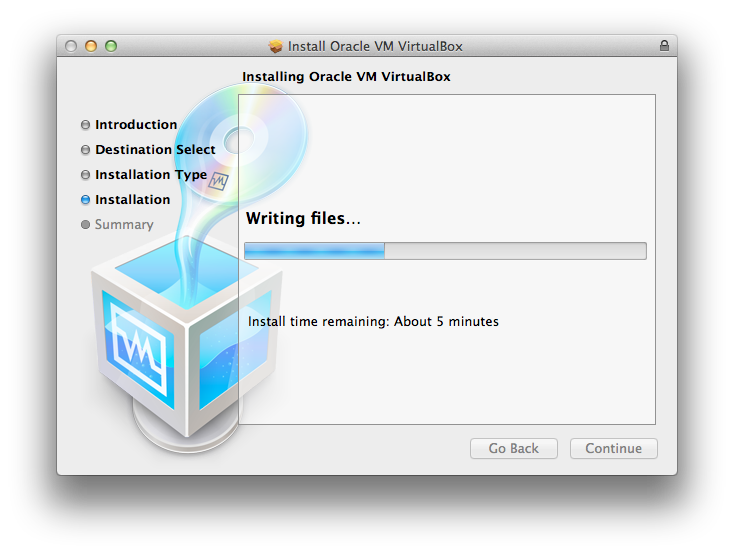 Install Oracle VM VirtualBox
Installing Oracle VM VirtualBox
Introduction
Destination Select
Installation Type
Installation
Summary
Writing files...
Install time remaining: About 5 minutes
Go Back
Continue